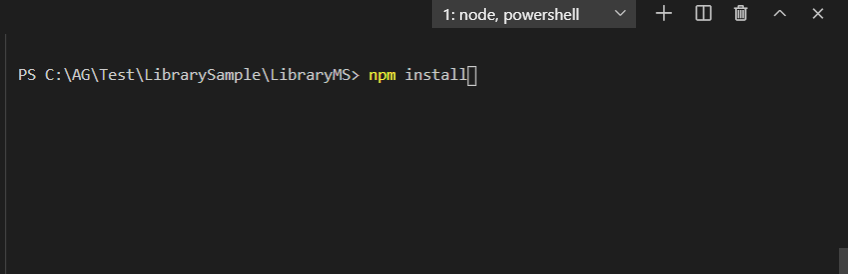 1: node, powershell
PS C:\AG\Test\LibrarySample\LibraryMS> npm install